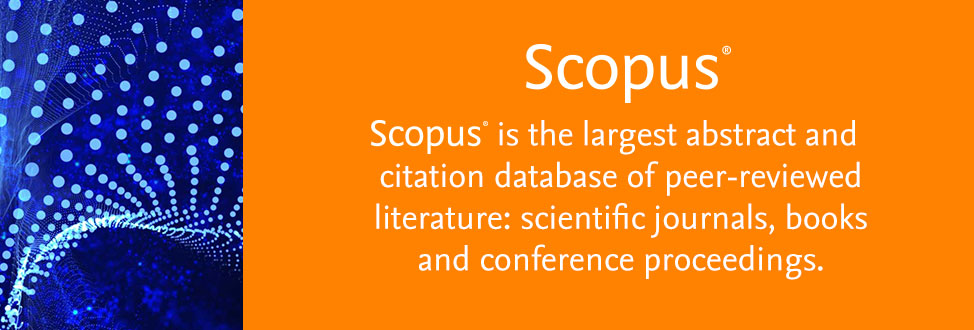 Scopus®
Scopus® is the largest abstract and
citation database of peer-reviewed
literature: scientific journals, books
and conference proceedings.